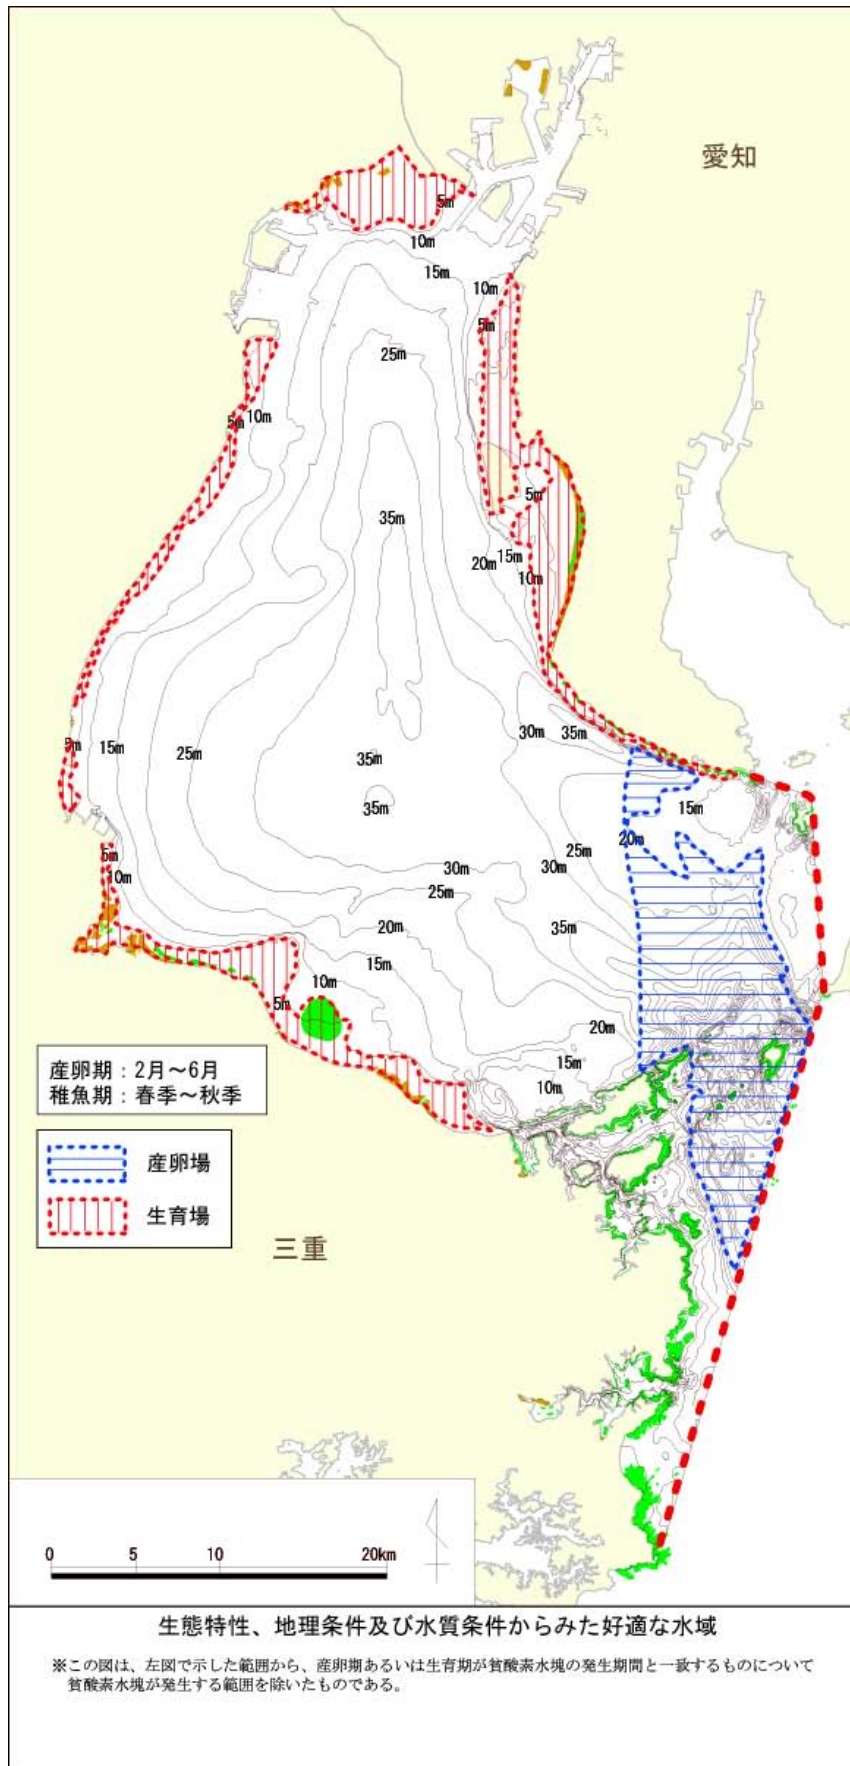 愛知
5m
10m
15m
10m
5m
25m
10m
5m
35m
5m
15m
20m
10m
30m
35m
5m
15m
25m
35m
15m
35m
20m
25m
5m
30m
30m
10m
25m
20m
35m
15m
10m
5m
20m
15m
10m
産卵期:2月~6月
稚魚期:春季~秋季
産卵場
生育場
三重
0 5 10 20km
生態特性、地理条件及び水質条件からみた好適な水域
※この図は、左図で示した範囲から、産卵期あるいは生育期が貧酸素水塊の発生期間と一致するものについて
貧酸素水塊が発生する範囲を除いたものである。